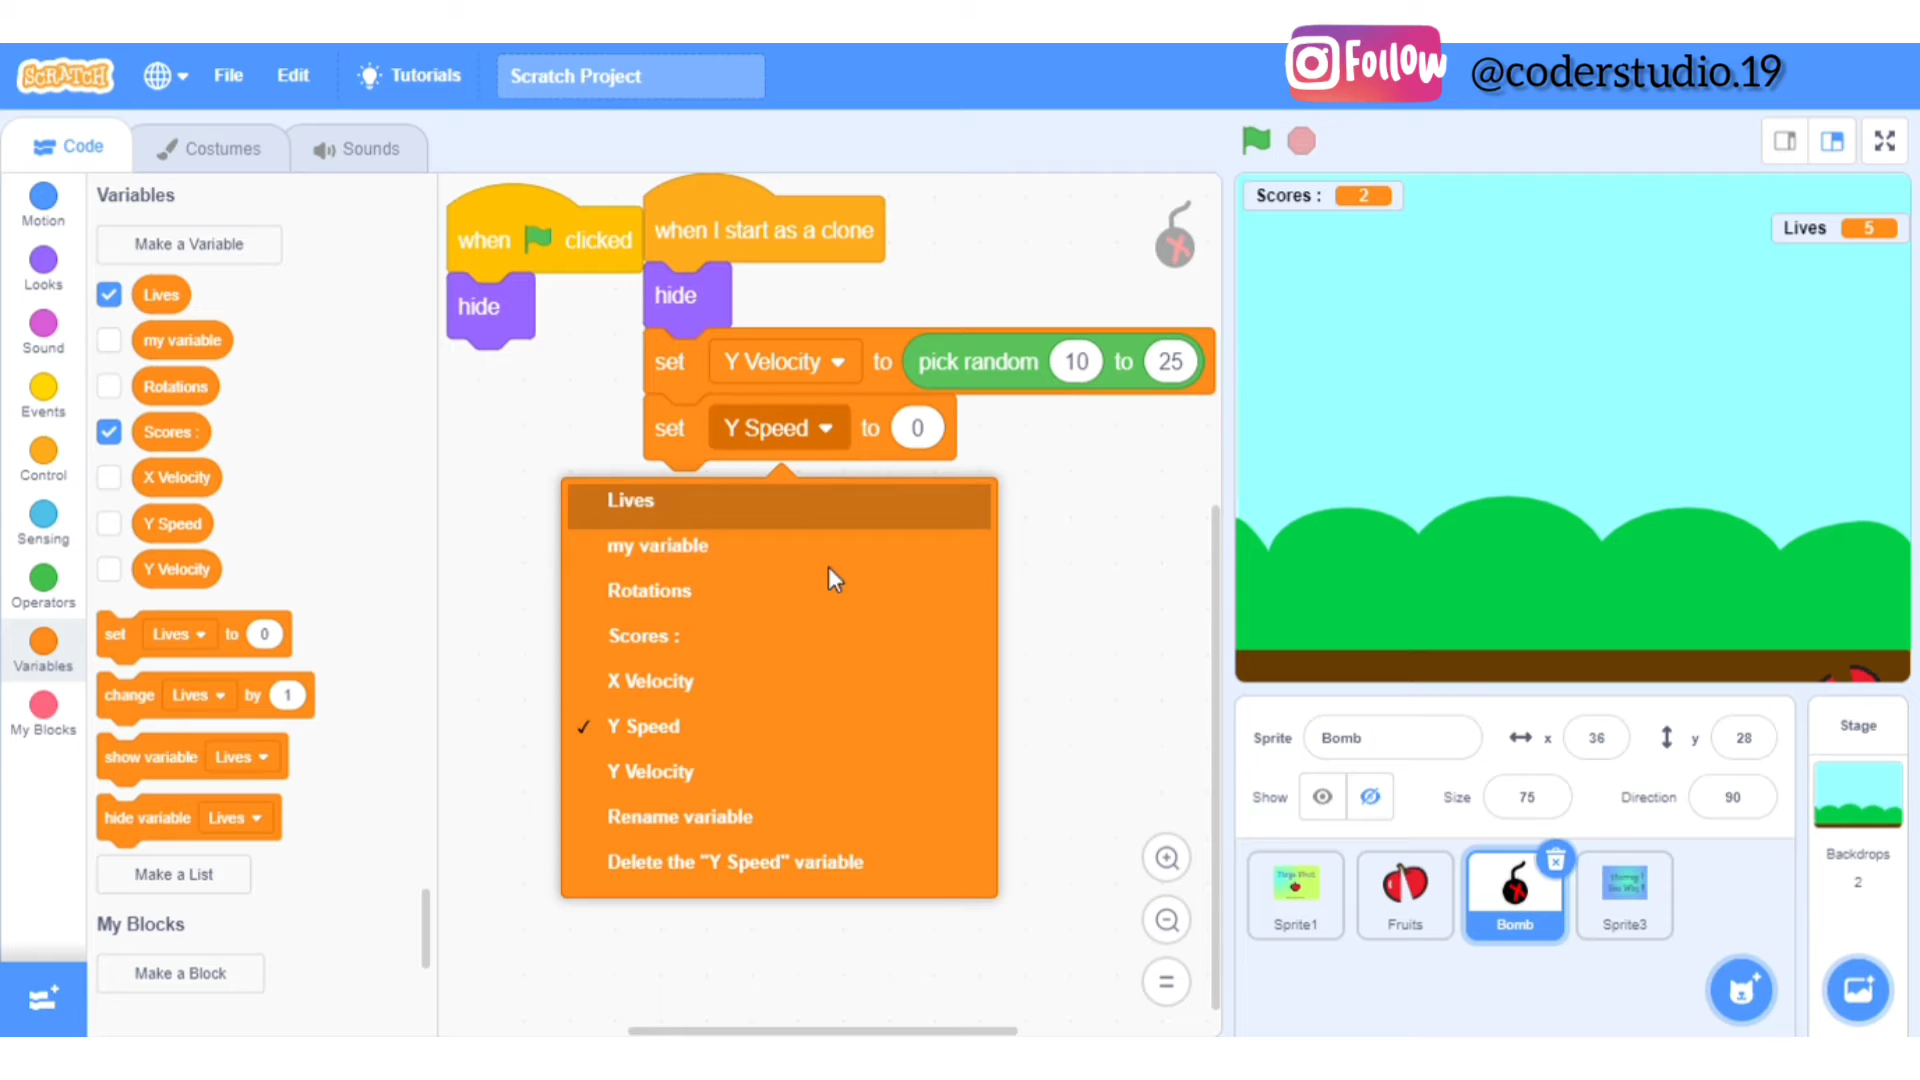 Follow @coderstudio.19
SCRATCH File Edit Tutorials Scratch Project
Code Costumes Sounds
Motion
Looks
Sound
Events
Control
Sensing
Operators
Variables
My Blocks
Variables
Make a Variable
Lives
my variable
Rotations
Scores :
X Velocity
Y Speed
Y Velocity
set Lives to 0
change Lives by 1
show variable Lives
hide variable Lives
Make a List
My Blocks
Make a Block
when clicked
hide
when I start as a clone
hide
set Y Velocity to pick random 10 to 25
set Y Speed to 0
Lives
my variable
Rotations
Scores :
X Velocity
✓ Y Speed
Y Velocity
Rename variable
Delete the "Y Speed" variable
Scores : 2
Lives 5
Sprite Bomb x 36 y 28
Show Size 75 Direction 90
Sprite1
Fruits
Bomb
Sprite3
Stage
Backdrops
2